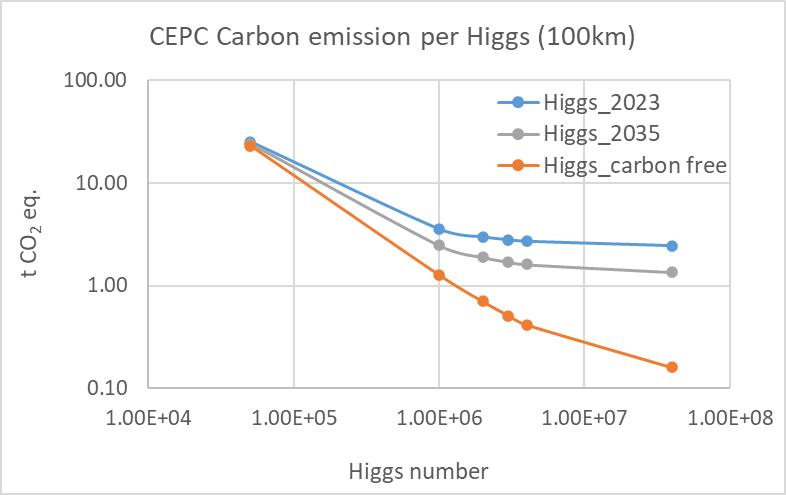 CEPC Carbon emission per Higgs (100km)
100.00
10.00
1.00
0.10
t CO₂ eq.
Higgs_2023
Higgs_2035
Higgs_carbon free
1.00E+04 1.00E+05 1.00E+06 1.00E+07 1.00E+08
Higgs number